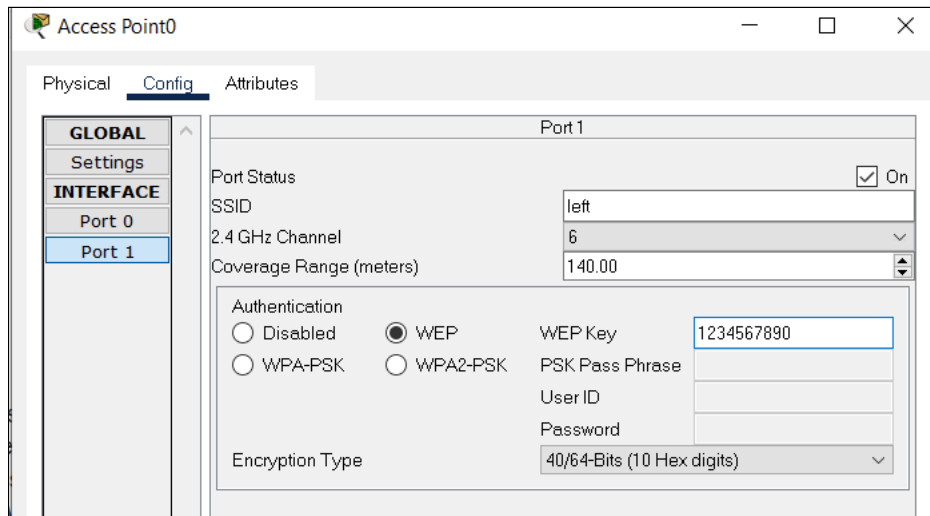 Access Point0
Physical Config Attributes
GLOBAL
Settings
INTERFACE
Port 0
Port 1
Port 1
Port Status On
SSID left
2.4 GHz Channel 6
Coverage Range (meters) 140.00
Authentication
Disabled WEP WEP Key 1234567890
WPA-PSK WPA2-PSK PSK Pass Phrase
User ID
Password
Encryption Type 40/64-Bits (10 Hex digits)